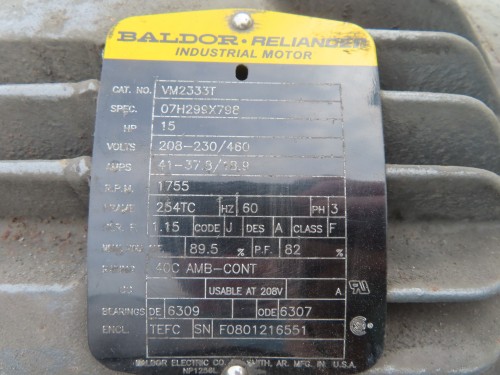 BALDOR · RELIANCE
INDUSTRIAL MOTOR
CAT. NO. VM2333T
SPEC. 07H299X798
HP 15
VOLTS 208-230/460
AMPS 41-37.8/18.9
R.P.M. 1755
FRAME 254TC HZ 60 PH 3
SER. F. 1.15 CODE J DES A CLASS F
89.5 % P.F. 82 %
RATING 40C AMB-CONT
CC USABLE AT 208V A
BEARINGS DE 6309 ODE 6307
ENCL. TEFC SN F0801216551
BALDOR ELECTRIC CO. FT. SMITH, AR. MFG. IN U.S.A.
NP1256L